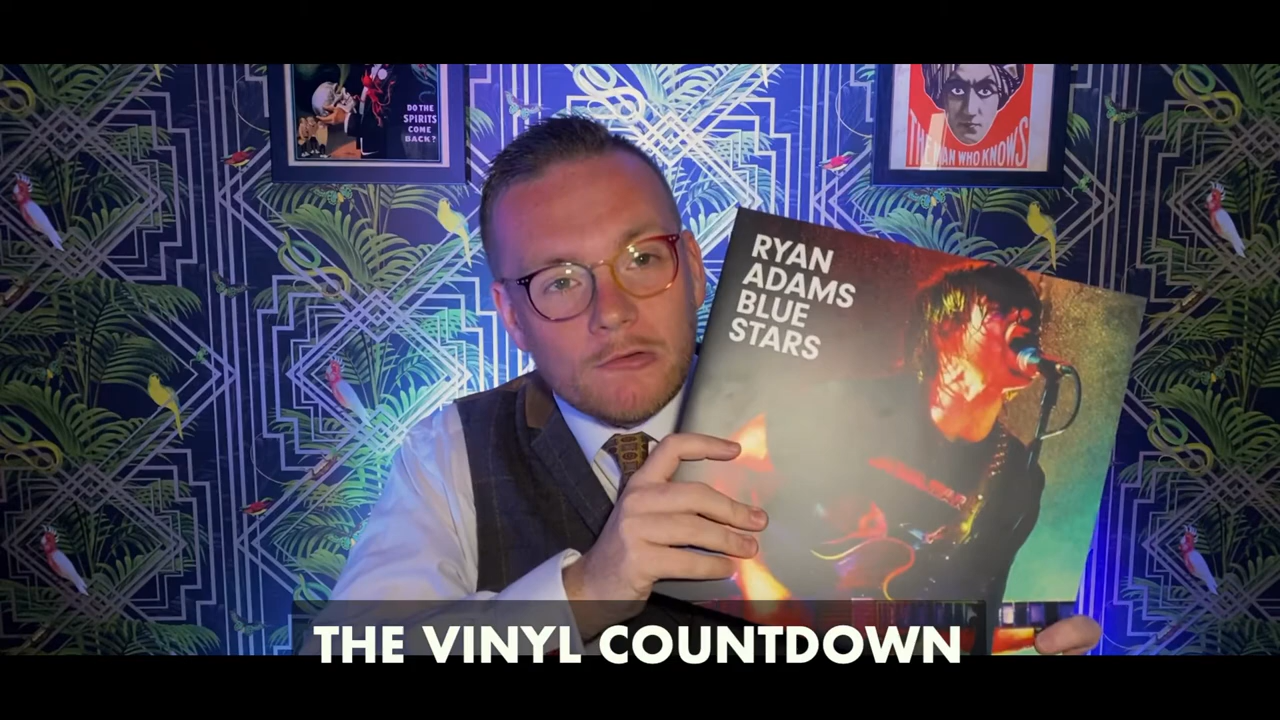 DO THE
SPIRITS
COME
BACK?
THE MAN WHO KNOWS
RYAN
ADAMS
BLUE
STARS
THE VINYL COUNTDOWN